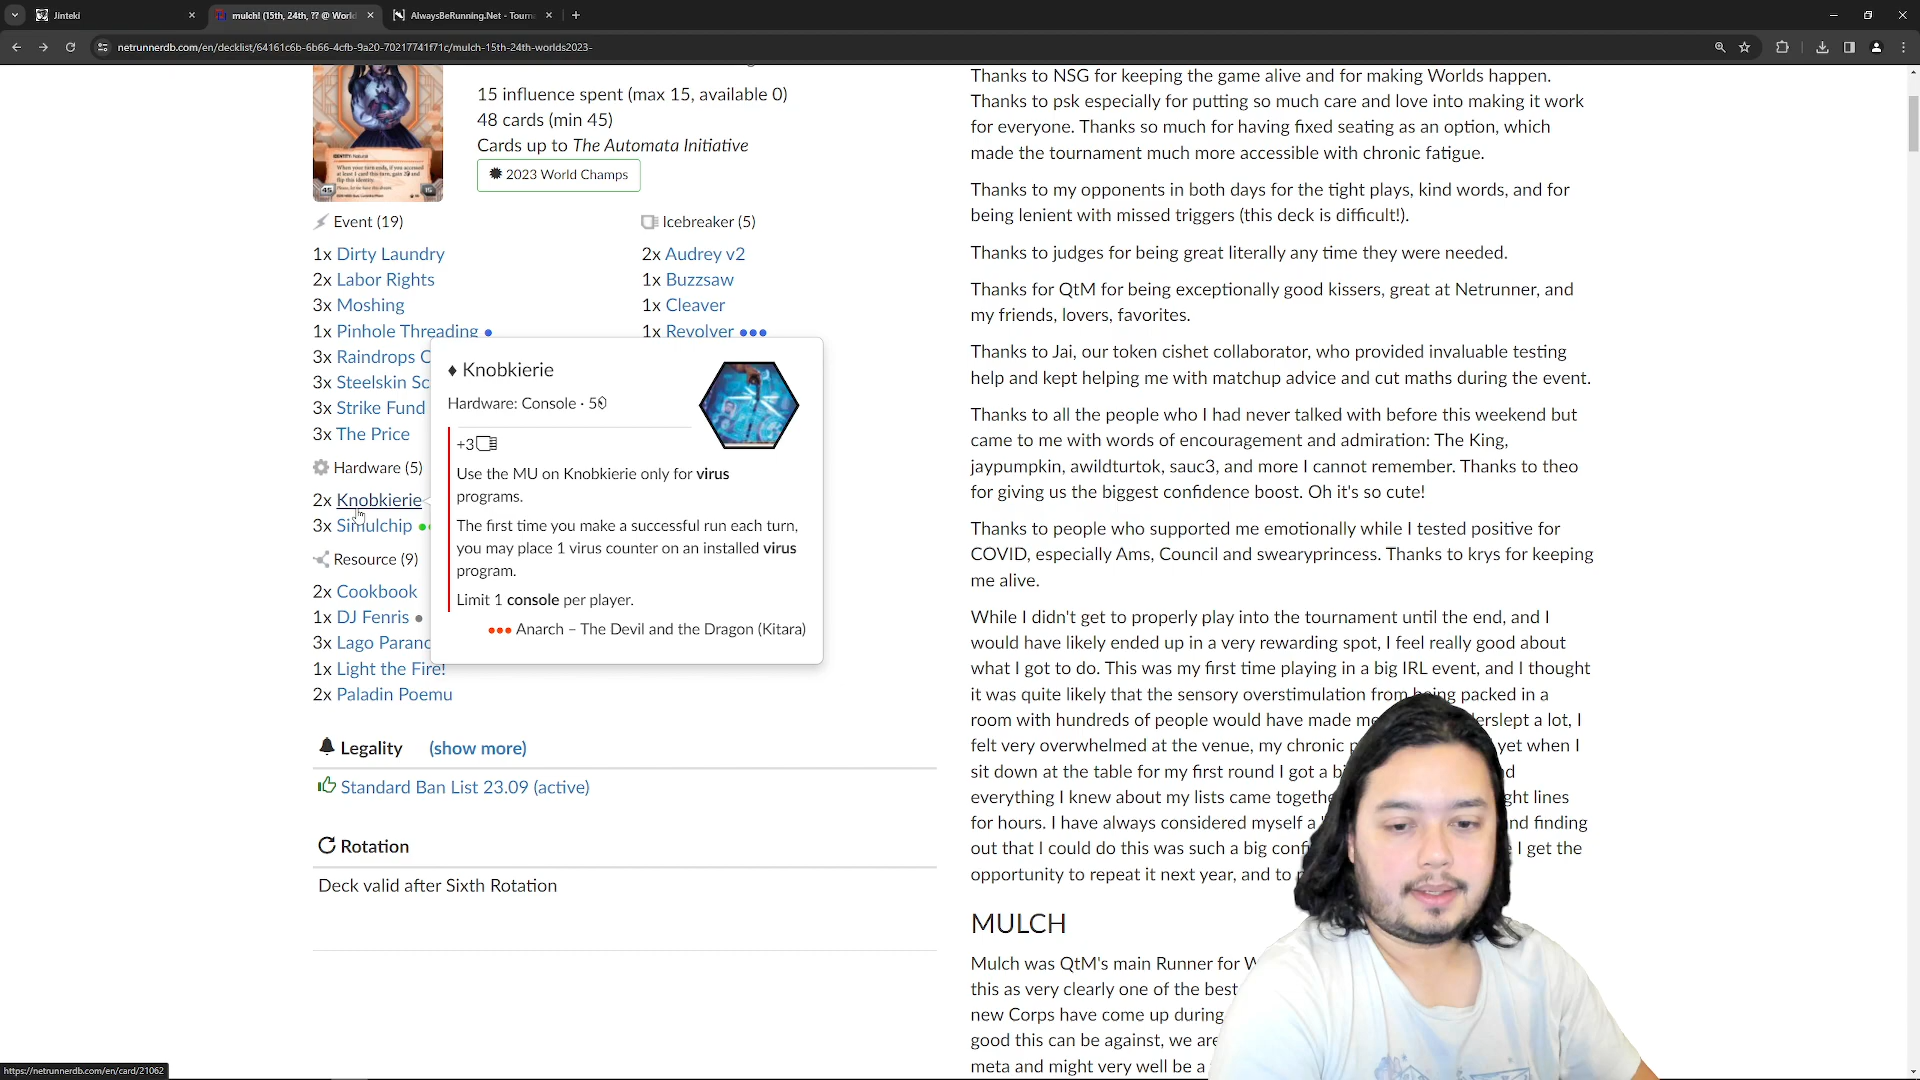 Jinteki
mulch! (15th, 24th, ?? @ World
AlwaysBeRunning.Net - Tourn
netrunnerdb.com/en/decklist/64161c6b-6b66-4cfb-9a20-70217741f71c/mulch-15th-24th-worlds2023-
15 influence spent (max 15, available 0)
48 cards (min 45)
Cards up to The Automata Initiative
2023 World Champs
45
15
Event (19)
1x Dirty Laundry
2x Labor Rights
3x Moshing
1x Pinhole Threading
3x Raindrops C
3x Steelskin Sc
3x Strike Fund
3x The Price
Hardware (5)
2x Knobkierie
3x Simulchip
Resource (9)
2x Cookbook
1x DJ Fenris
3x Lago Parano
1x Light the Fire!
2x Paladin Poemu
Icebreaker (5)
2x Audrey v2
1x Buzzsaw
1x Cleaver
1x Revolver
♦ Knobkierie
Hardware: Console · 5
+3
Use the MU on Knobkierie only for virus
programs.
The first time you make a successful run each turn,
you may place 1 virus counter on an installed virus
program.
Limit 1 console per player.
Anarch – The Devil and the Dragon (Kitara)
Legality (show more)
Standard Ban List 23.09 (active)
Rotation
Deck valid after Sixth Rotation
Thanks to NSG for keeping the game alive and for making Worlds happen.
Thanks to psk especially for putting so much care and love into making it work
for everyone. Thanks so much for having fixed seating as an option, which
made the tournament much more accessible with chronic fatigue.
Thanks to my opponents in both days for the tight plays, kind words, and for
being lenient with missed triggers (this deck is difficult!).
Thanks to judges for being great literally any time they were needed.
Thanks for QtM for being exceptionally good kissers, great at Netrunner, and
my friends, lovers, favorites.
Thanks to Jai, our token cishet collaborator, who provided invaluable testing
help and kept helping me with matchup advice and cut maths during the event.
Thanks to all the people who I had never talked with before this weekend but
came to me with words of encouragement and admiration: The King,
jaypumpkin, awildturtok, sauc3, and more I cannot remember. Thanks to theo
for giving us the biggest confidence boost. Oh it's so cute!
Thanks to people who supported me emotionally while I tested positive for
COVID, especially Ams, Council and swearyprincess. Thanks to krys for keeping
me alive.
While I didn't get to properly play into the tournament until the end, and I
would have likely ended up in a very rewarding spot, I feel really good about
what I got to do. This was my first time playing in a big IRL event, and I thought
it was quite likely that the sensory overstimulation from being packed in a
room with hundreds of people would have made me erslept a lot, I
felt very overwhelmed at the venue, my chronic p yet when I
sit down at the table for my first round I got a b d
everything I knew about my lists came togethe ght lines
for hours. I have always considered myself a nd finding
out that I could do this was such a big conf I get the
opportunity to repeat it next year, and to
MULCH
Mulch was QtM's main Runner for W
this as very clearly one of the best
new Corps have come up during
good this can be against, we are
meta and might very well be a
https://netrunnerdb.com/en/card/21062